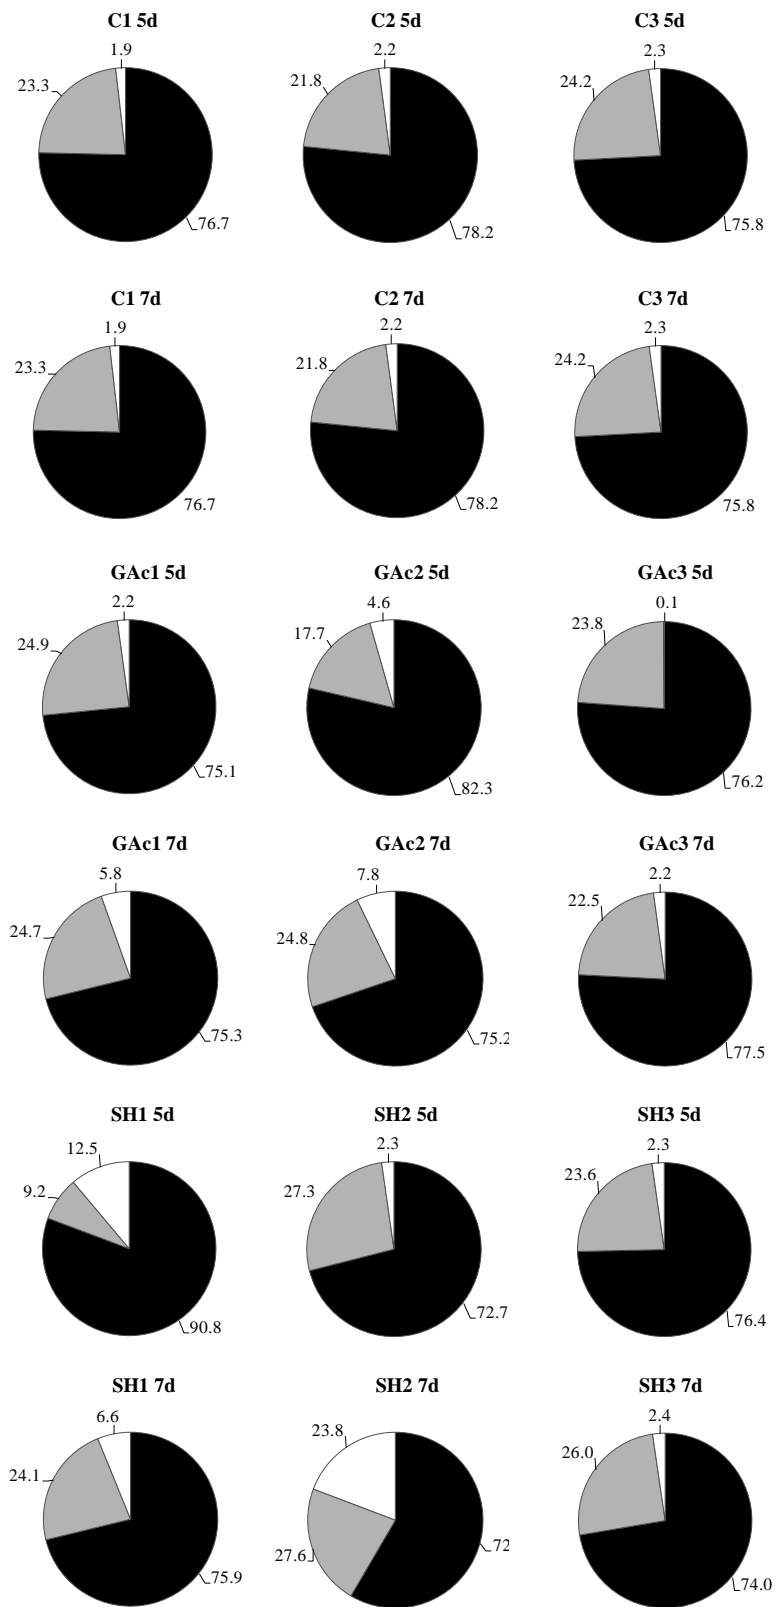 C1 5d C2 5d C3 5d
1.9 2.2 2.3
23.3 21.8 24.2
76.7 78.2 75.8
C1 7d C2 7d C3 7d
1.9 2.2 2.3
23.3 21.8 24.2
76.7 78.2 75.8
GAc1 5d GAc2 5d GAc3 5d
2.2 4.6 0.1
24.9 17.7 23.8
75.1 82.3 76.2
GAc1 7d GAc2 7d GAc3 7d
5.8 7.8 2.2
24.7 24.8 22.5
75.3 75.2 77.5
SH1 5d SH2 5d SH3 5d
12.5 2.3 2.3
9.2 27.3 23.6
90.8 72.7 76.4
SH1 7d SH2 7d SH3 7d
6.6 23.8 2.4
24.1 27.6 26.0
75.9 72 74.0